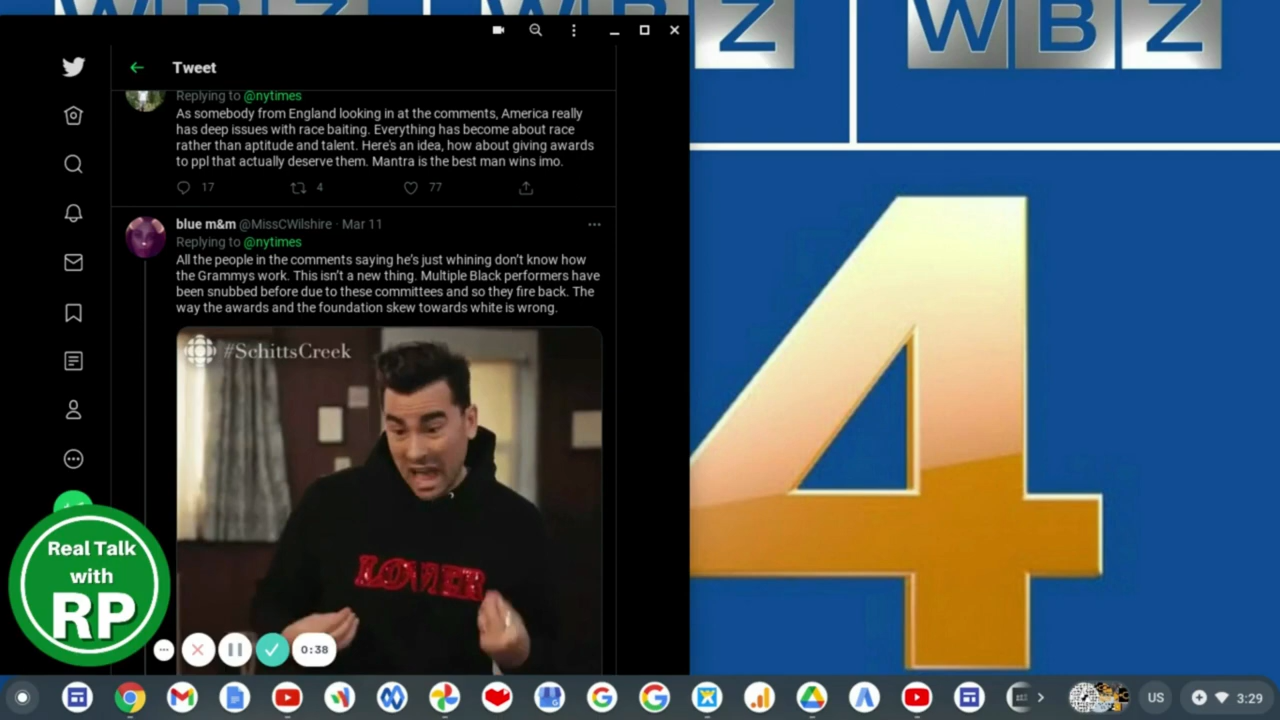 WBZ
WBZ
Z
WBZ
Tweet
Replying to @nytimes
As somebody from England looking in at the comments, America really
has deep issues with race baiting. Everything has become about race
rather than aptitude and talent. Here's an idea, how about giving awards
to ppl that actually deserve them. Mantra is the best man wins imo.
17 4 77
blue m&m @MissCWilshire · Mar 11
Replying to @nytimes
All the people in the comments saying he's just whining don't know how
the Grammys work. This isn't a new thing. Multiple Black performers have
been snubbed before due to these committees and so they fire back. The
way the awards and the foundation skew towards white is wrong.
#SchittsCreek
LOVER
4
Real Talk
with
RP
0:38
US
3:29